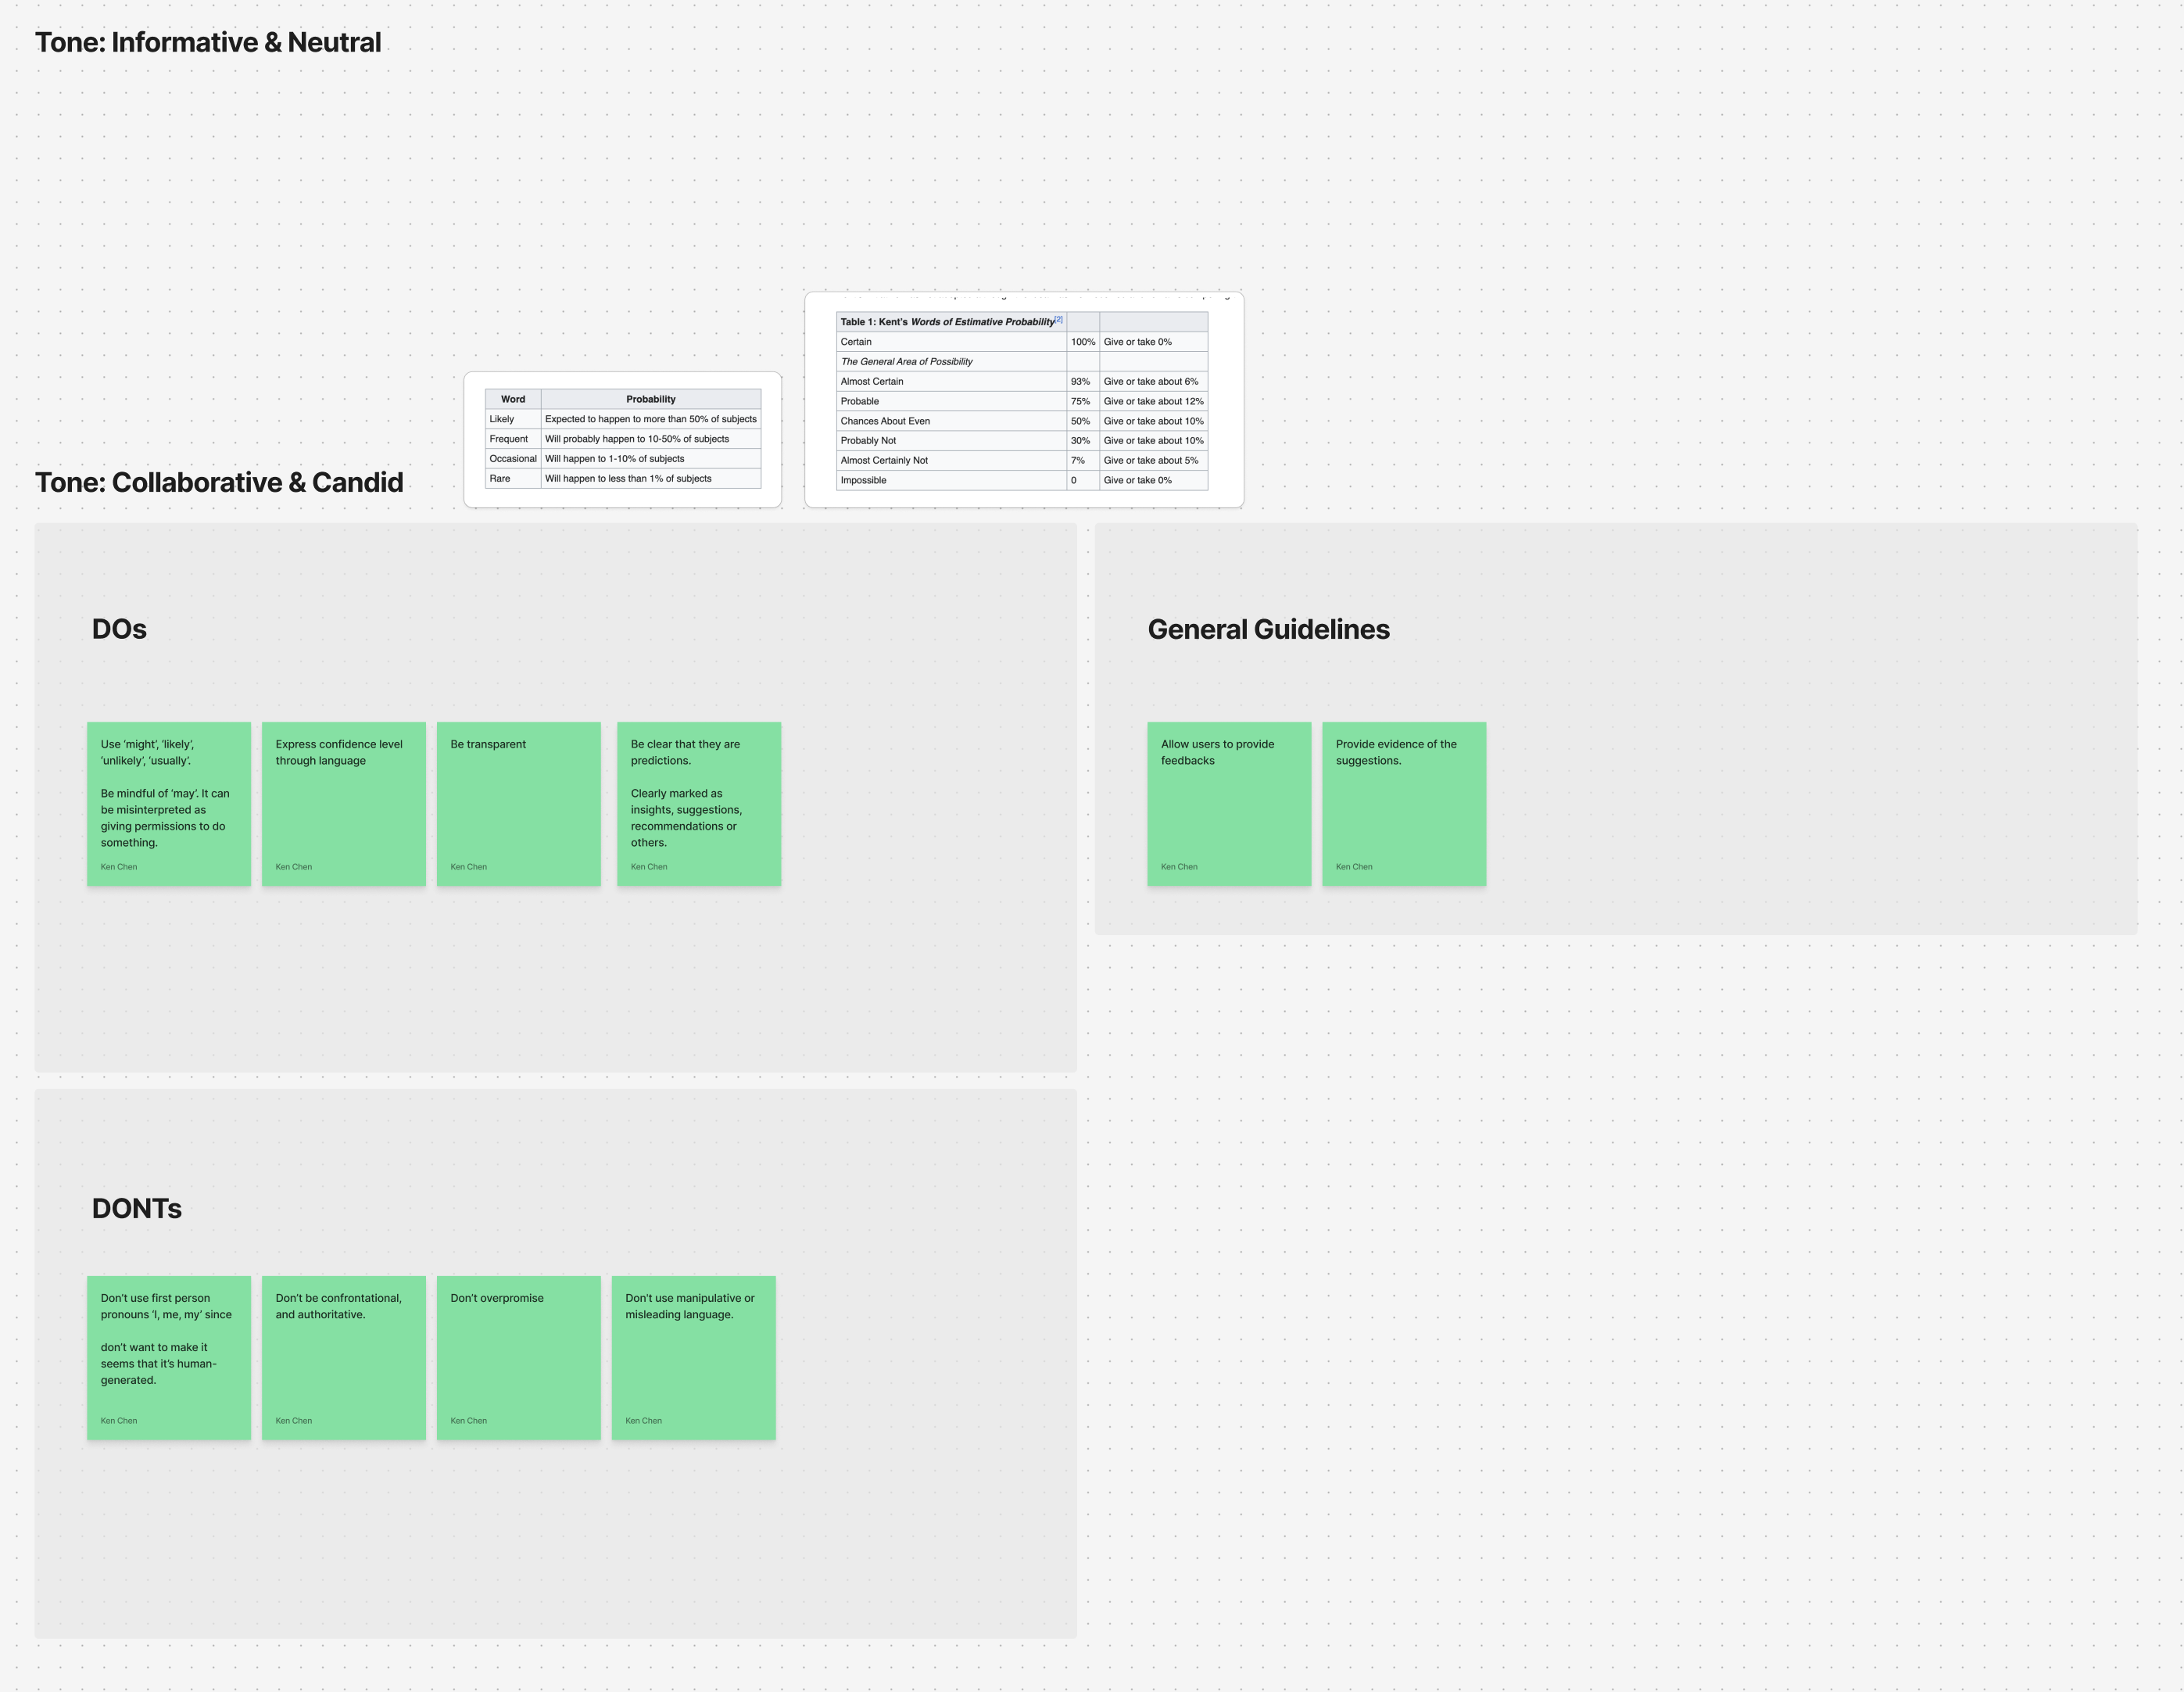 Tone: Informative & Neutral
Table 1: Kent's Words of Estimative Probability[2]
Certain 100% Give or take 0%
The General Area of Possibility
Almost Certain 93% Give or take about 6%
Probable 75% Give or take about 12%
Chances About Even 50% Give or take about 10%
Probably Not 30% Give or take about 10%
Almost Certainly Not 7% Give or take about 5%
Impossible 0 Give or take 0%
Word Probability
Likely Expected to happen to more than 50% of subjects
Frequent Will probably happen to 10-50% of subjects
Occasional Will happen to 1-10% of subjects
Rare Will happen to less than 1% of subjects
Tone: Collaborative & Candid
DOs
Use ‘might’, ‘likely’,
‘unlikely’, ‘usually’.
Be mindful of ‘may’. It can
be misinterpreted as
giving permissions to do
something.
Ken Chen
Express confidence level
through language
Ken Chen
Be transparent
Ken Chen
Be clear that they are
predictions.
Clearly marked as
insights, suggestions,
recommendations or
others.
Ken Chen
General Guidelines
Allow users to provide
feedbacks
Ken Chen
Provide evidence of the
suggestions.
Ken Chen
DONTs
Don’t use first person
pronouns ‘I, me, my’ since
don’t want to make it
seems that it’s human-
generated.
Ken Chen
Don’t be confrontational,
and authoritative.
Ken Chen
Don’t overpromise
Ken Chen
Don’t use manipulative or
misleading language.
Ken Chen